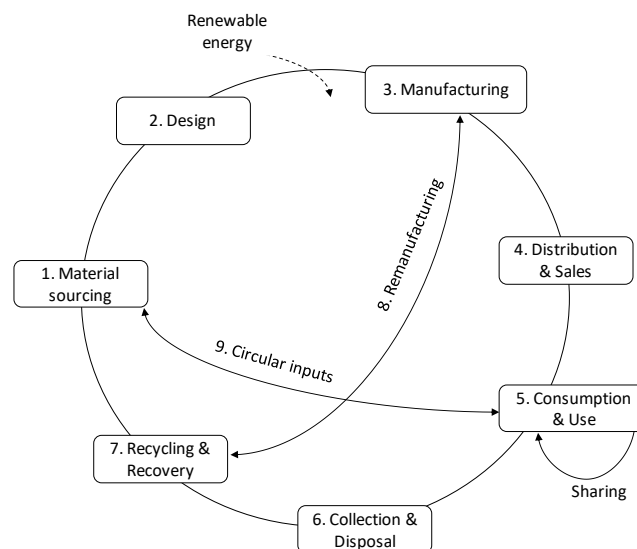 Renewable
energy
3. Manufacturing
2. Design
8. Remanufacturing
4. Distribution
& Sales
1. Material
sourcing
9. Circular inputs
5. Consumption
& Use
7. Recycling &
Recovery
Sharing
6. Collection &
Disposal